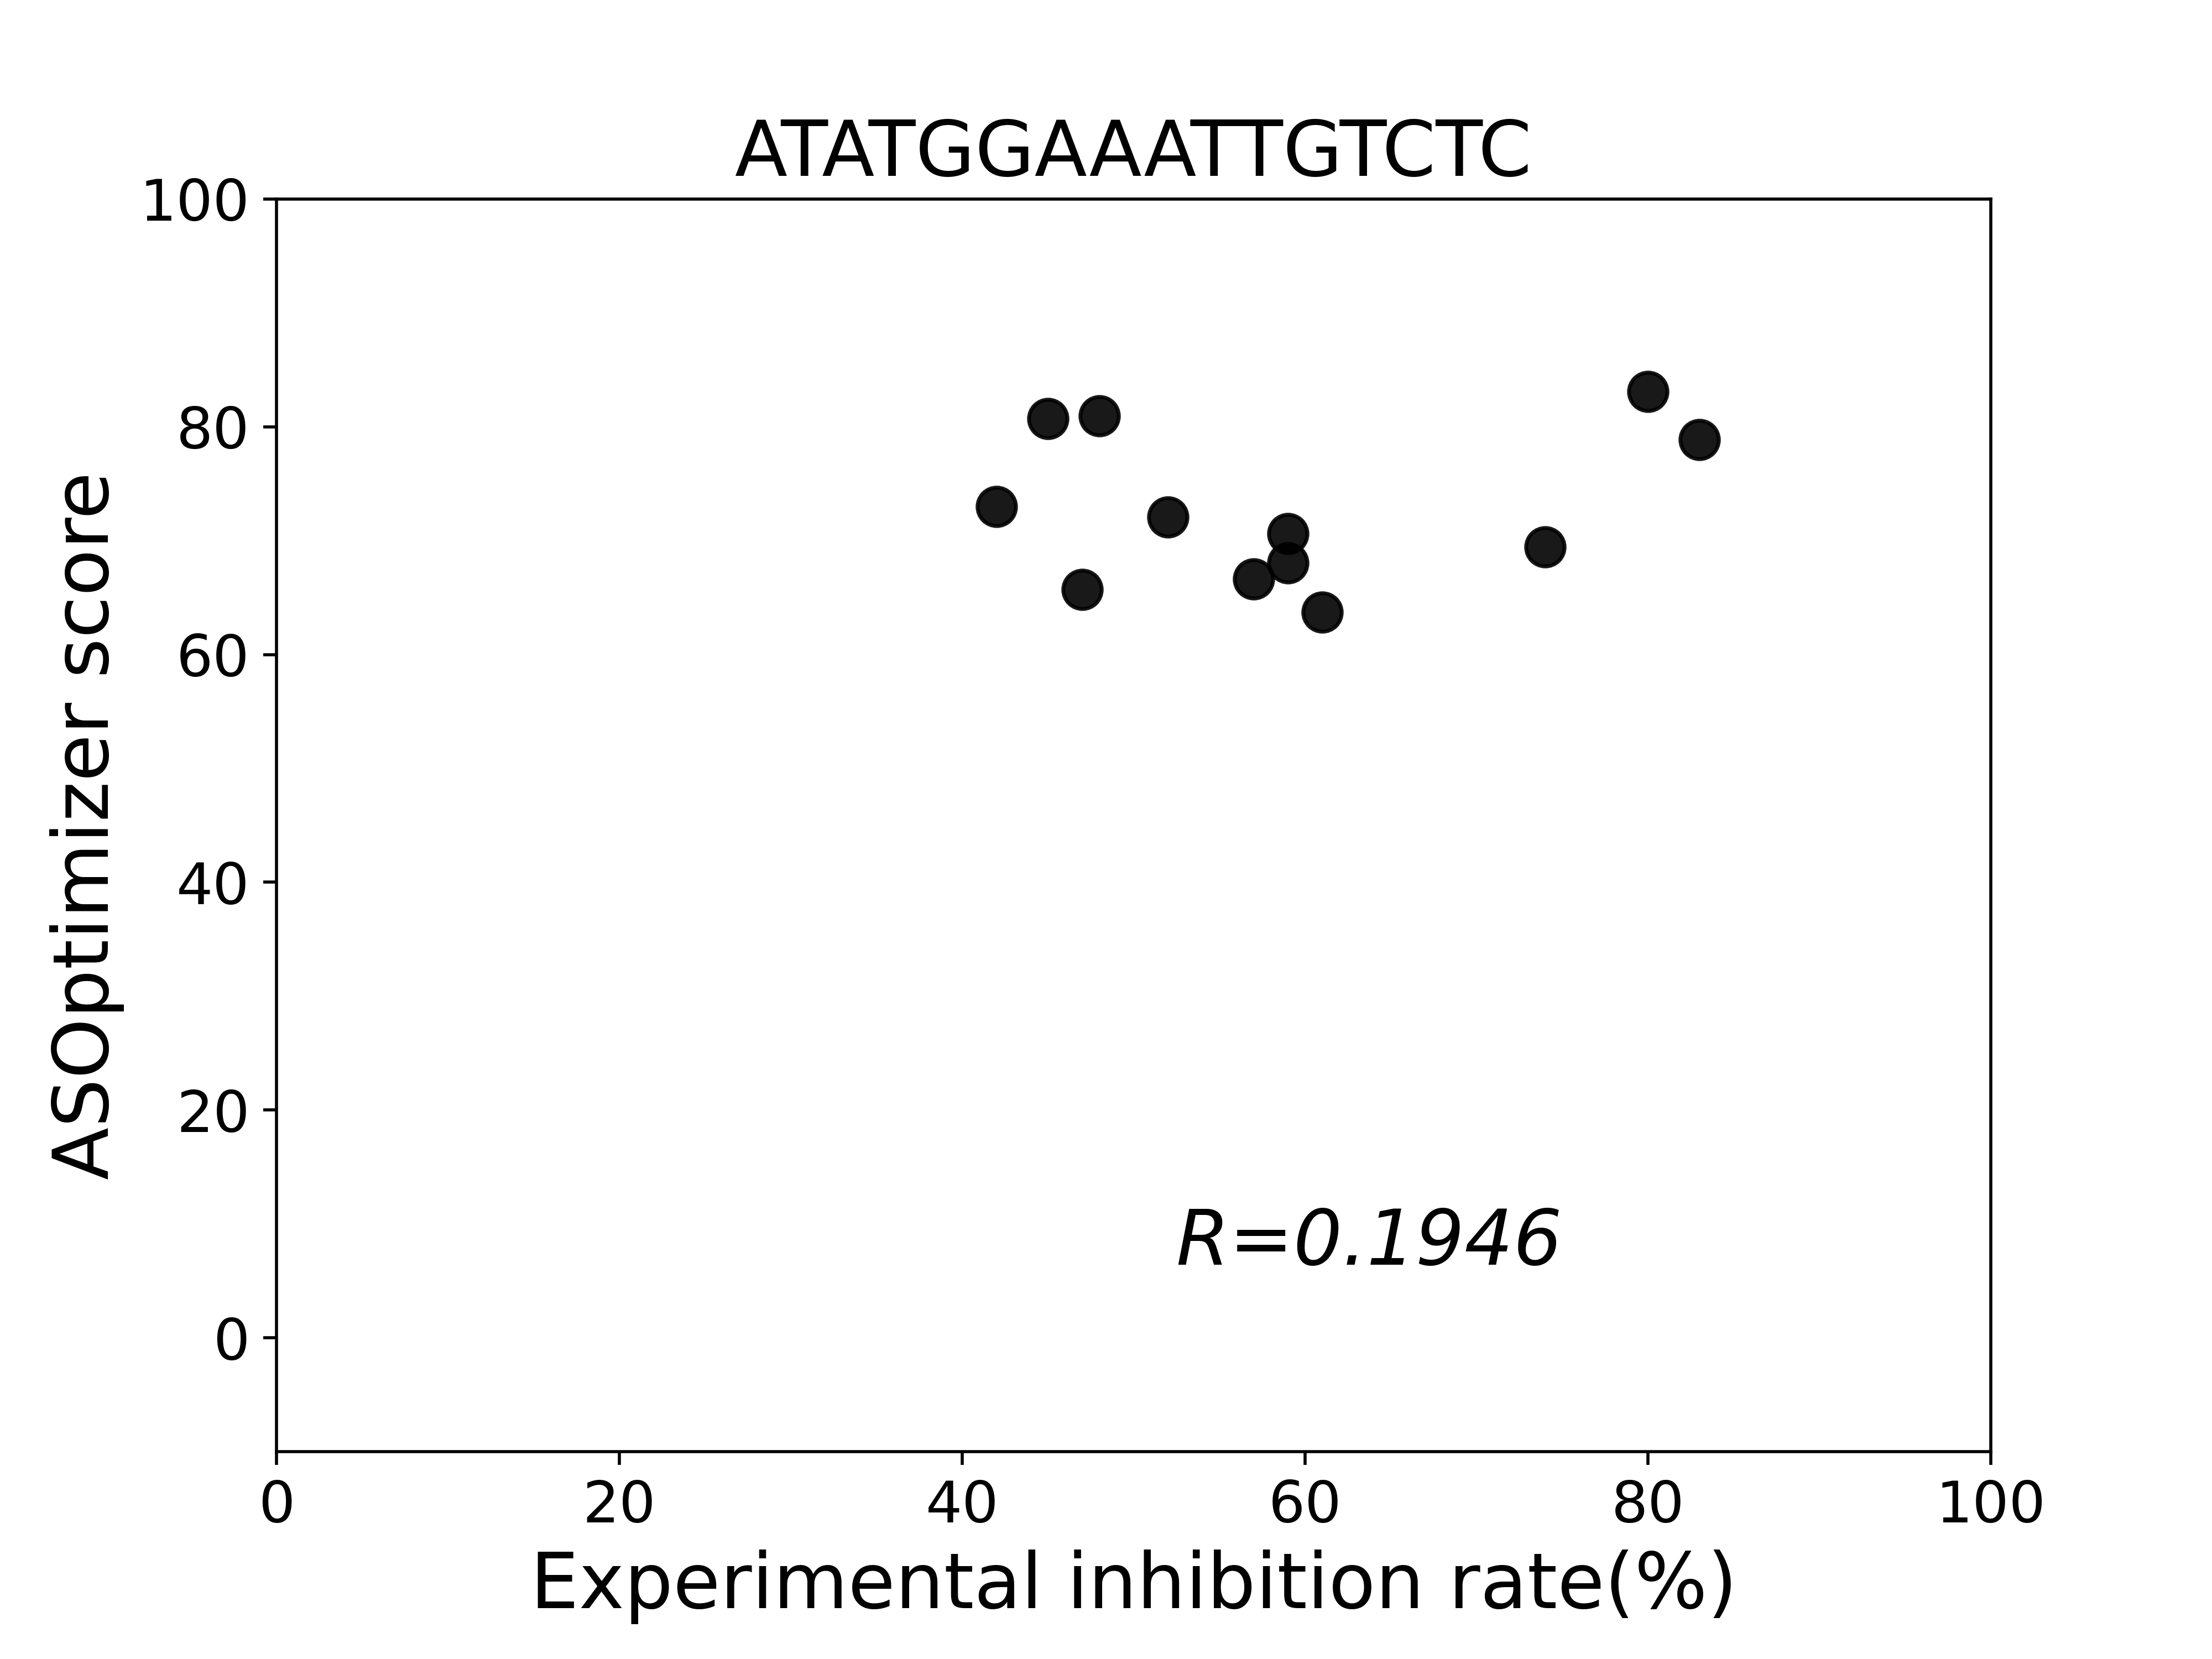 ATATGGAAATTGTCTC
100
80
60
40
20
0
ASOptimizer score
R=0.1946
0 20 40 60 80 100
Experimental inhibition rate(%)